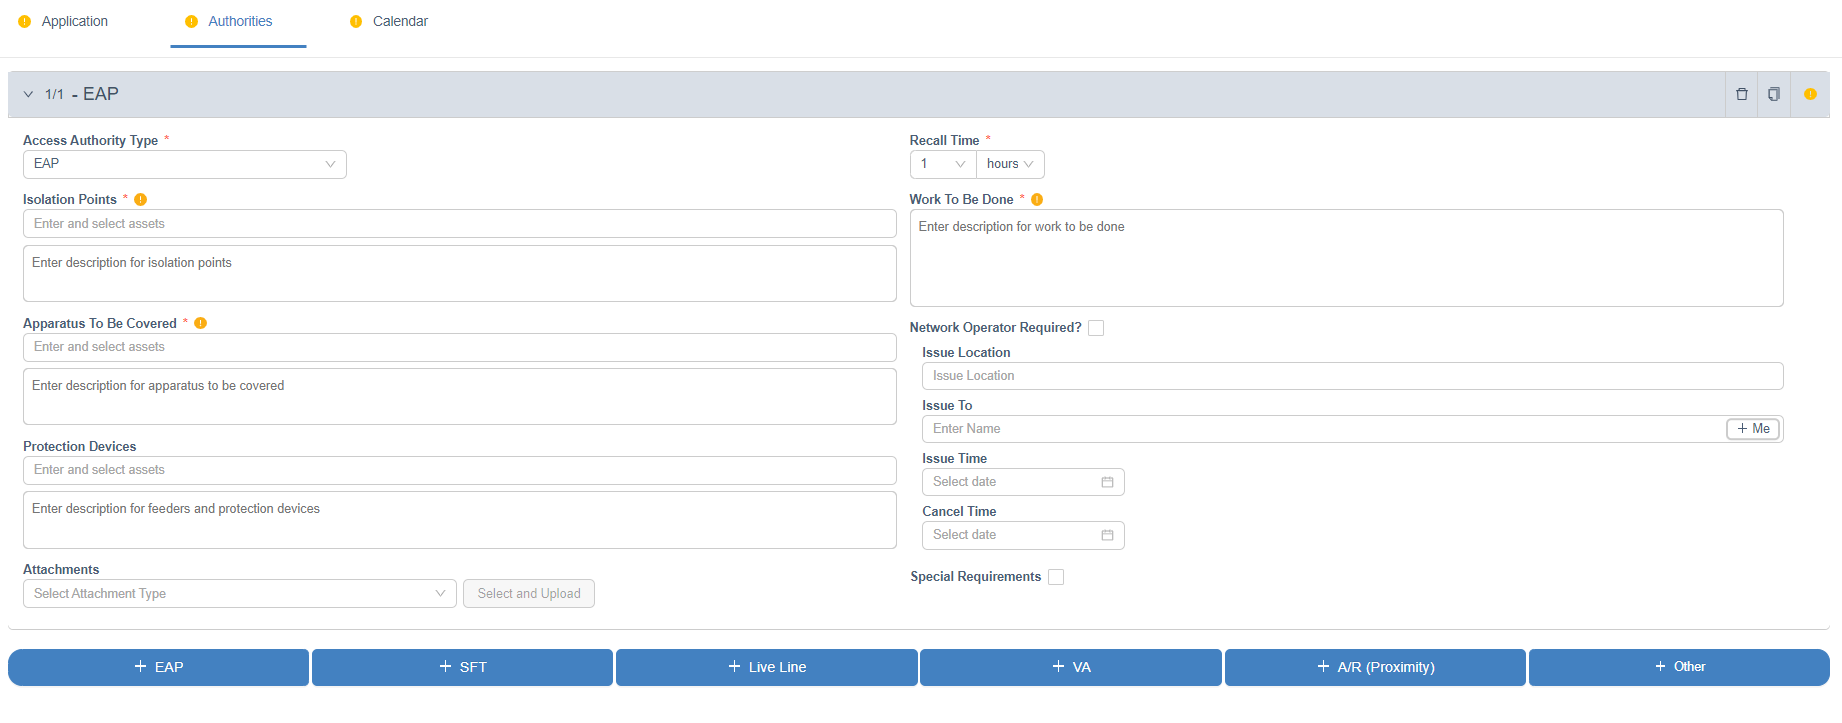 Application
Authorities
Calendar
1/1 - EAP
Access Authority Type *
EAP
Isolation Points *
Enter and select assets
Enter description for isolation points
Apparatus To Be Covered *
Enter and select assets
Enter description for apparatus to be covered
Protection Devices
Enter and select assets
Enter description for feeders and protection devices
Attachments
Select Attachment Type
Select and Upload
Recall Time *
1
hours
Work To Be Done *
Enter description for work to be done
Network Operator Required?
Issue Location
Issue Location
Issue To
Enter Name
+ Me
Issue Time
Select date
Cancel Time
Select date
Special Requirements
+ EAP
+ SFT
+ Live Line
+ VA
+ A/R (Proximity)
+ Other